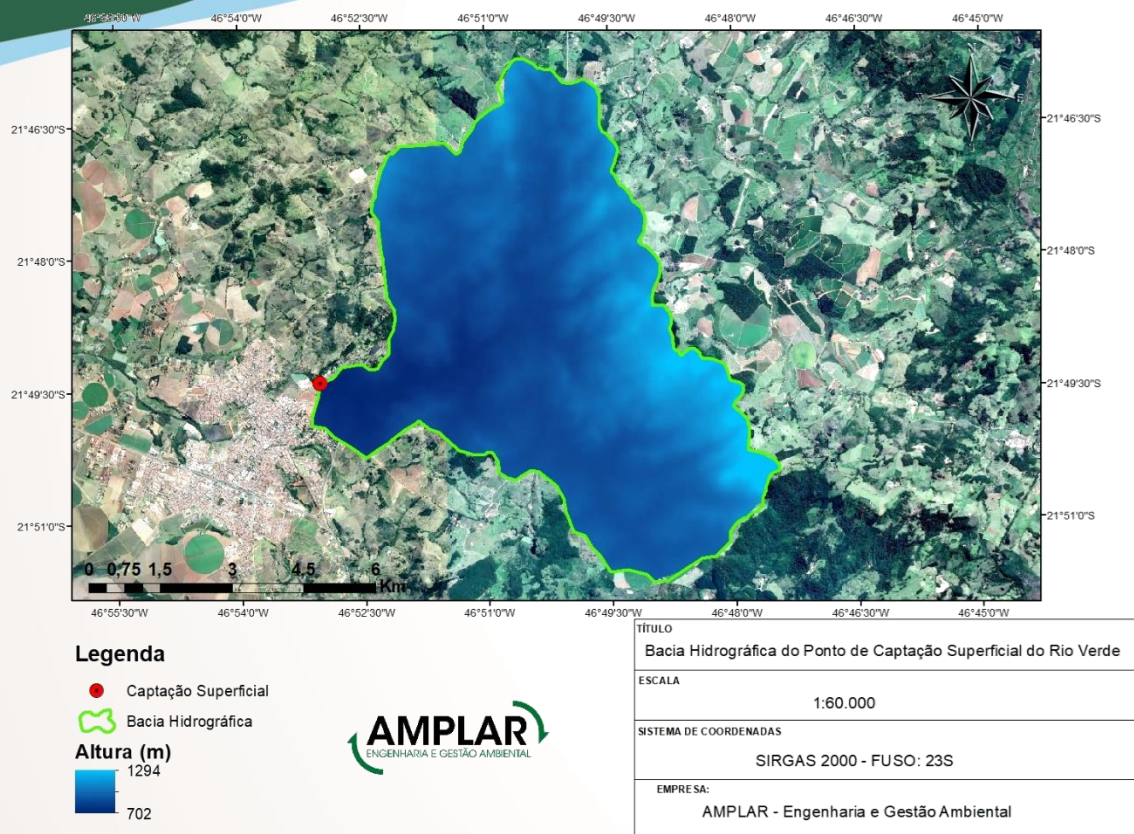 46°54'0"W 46°52'30"W 46°51'0"W 46°49'30"W 46°48'0"W 46°46'30"W 46°45'0"W
21°46'30"S 21°46'30"S
21°48'0"S 21°48'0"S
21°49'30"S 21°49'30"S
21°51'0"S 21°51'0"S
0 0,75 1,5 3 4,5 6
Km
46°55'30"W 46°54'0"W 46°52'30"W 46°51'0"W 46°49'30"W 46°48'0"W 46°46'30"W 46°45'0"W
Legenda
Captação Superficial
Bacia Hidrográfica
Altura (m)
1294
702
AMPLAR
ENGENHARIA E GESTÃO AMBIENTAL
TÍTULO
Bacia Hidrográfica do Ponto de Captação Superficial do Rio Verde
ESCALA
1:60.000
SISTEMA DE COORDENADAS
SIRGAS 2000 - FUSO: 23S
EMPRESA:
AMPLAR - Engenharia e Gestão Ambiental